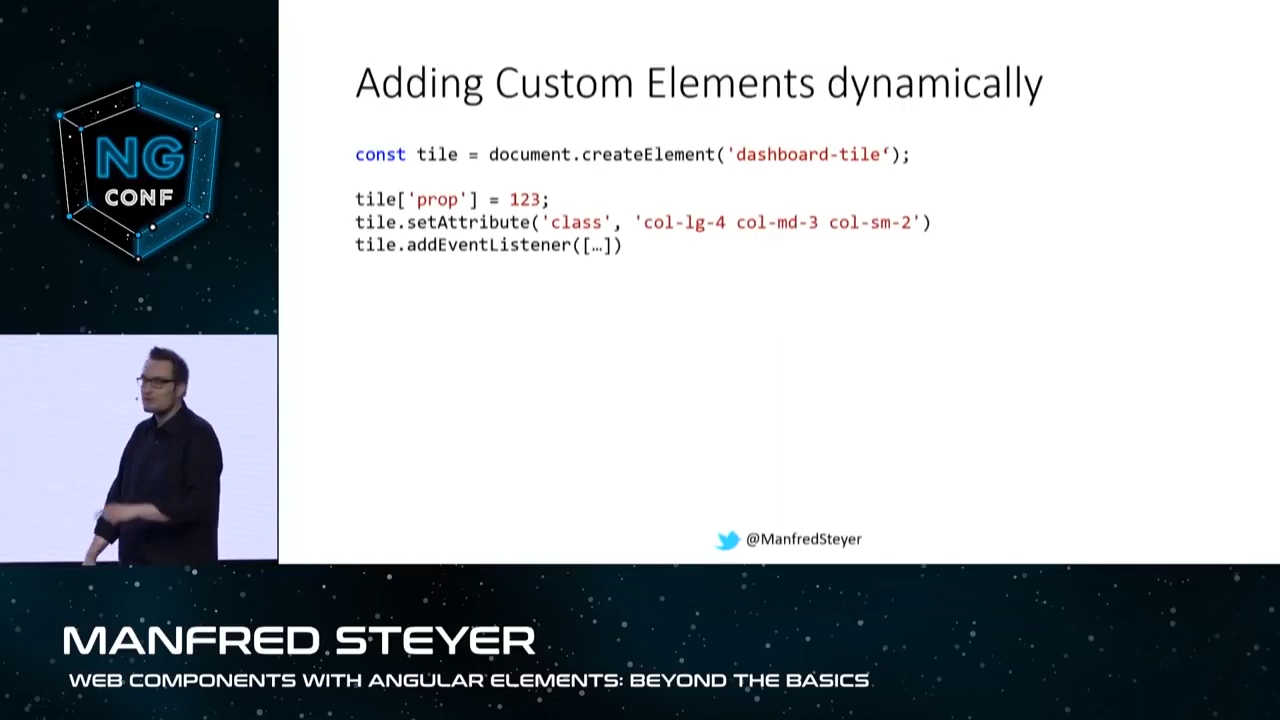 NG
CONF
Adding Custom Elements dynamically
const tile = document.createElement('dashboard-tile‘);
tile['prop'] = 123;
tile.setAttribute('class', 'col-lg-4 col-md-3 col-sm-2')
tile.addEventListener([…])
@ManfredSteyer
MANFRED STEYER
WEB COMPONENTS WITH ANGULAR ELEMENTS: BEYOND THE BASICS